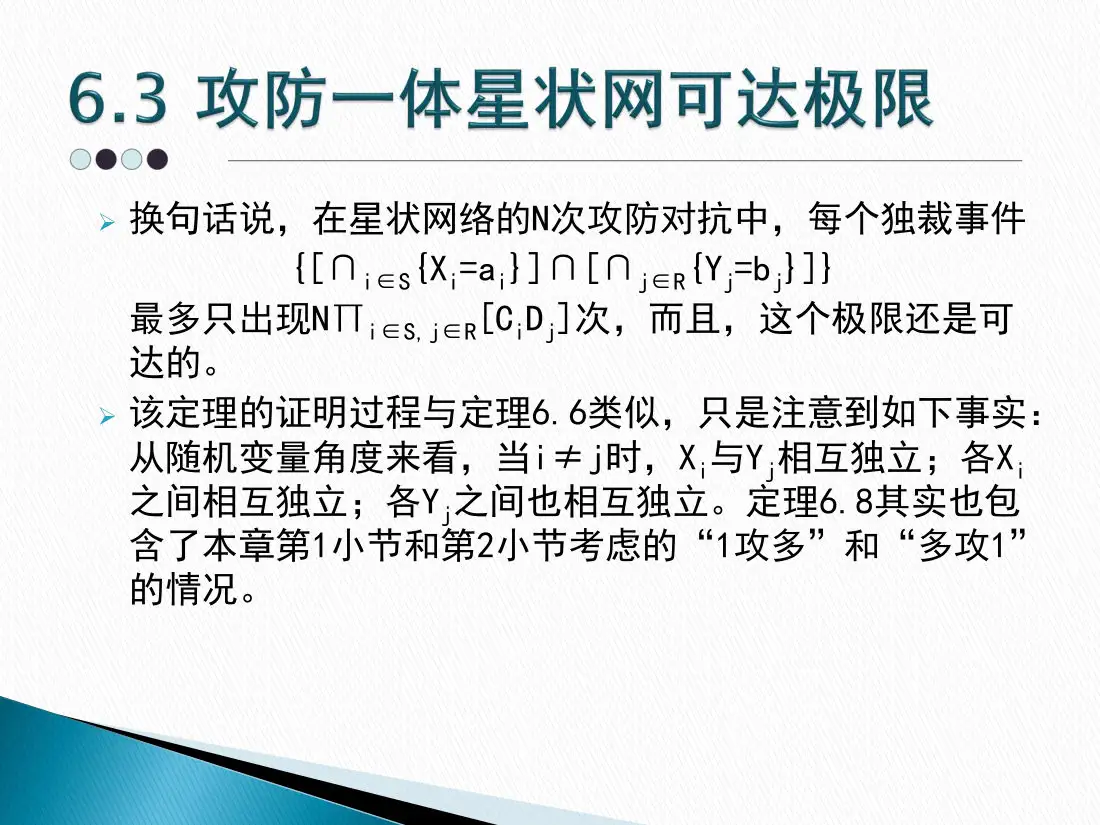 6.3 攻防一体星状网可达极限
换句话说，在星状网络的N次攻防对抗中，每个独裁事件
{[∩i∈S{Xi=ai}]∩[∩j∈R{Yj=bj}]}
最多只出现N∏i∈S,j∈R[CiDj]次，而且，这个极限还是可
达的。
该定理的证明过程与定理6.6类似，只是注意到如下事实：
从随机变量角度来看，当i≠j时，Xi与Yj相互独立；各Xi
之间相互独立；各Yj之间也相互独立。定理6.8其实也包
含了本章第1小节和第2小节考虑的“1攻多”和“多攻1”
的情况。